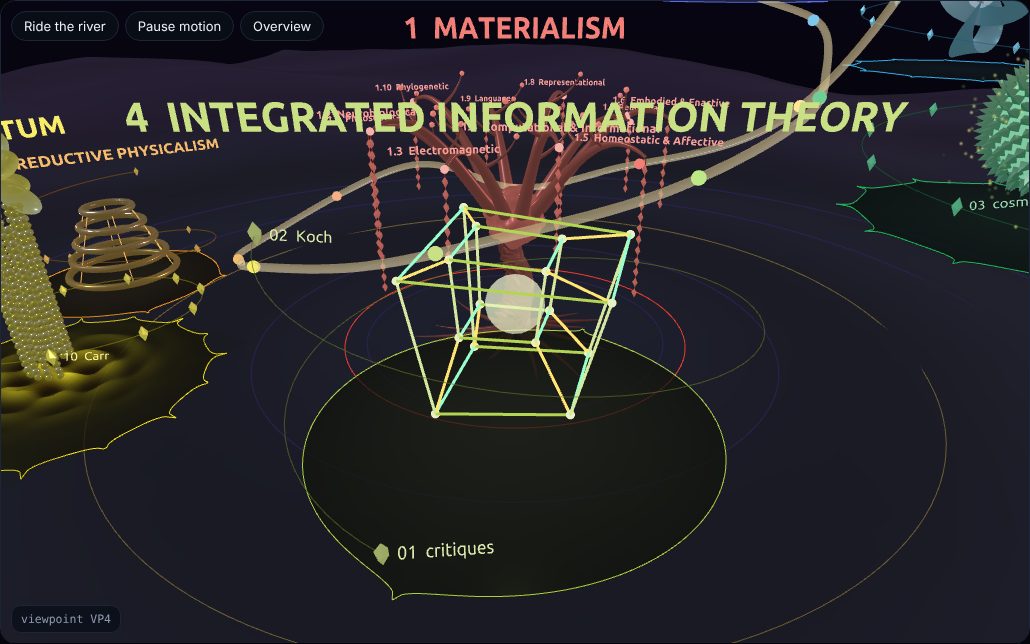 Ride the river
Pause motion
Overview
1 MATERIALISM
1.10 Phylogenetic
1.8 Representational
1.9 Language
Embodied & Enactiv
4 INTEGRATED INFORMATION THEORY
TUM
REDUCTIVE PHYSICALISM
1.3 Electromagnetic
1.5 Homeostatic & Affective
03 cosm
02 Koch
10 Carr
01 critiques
viewpoint VP4